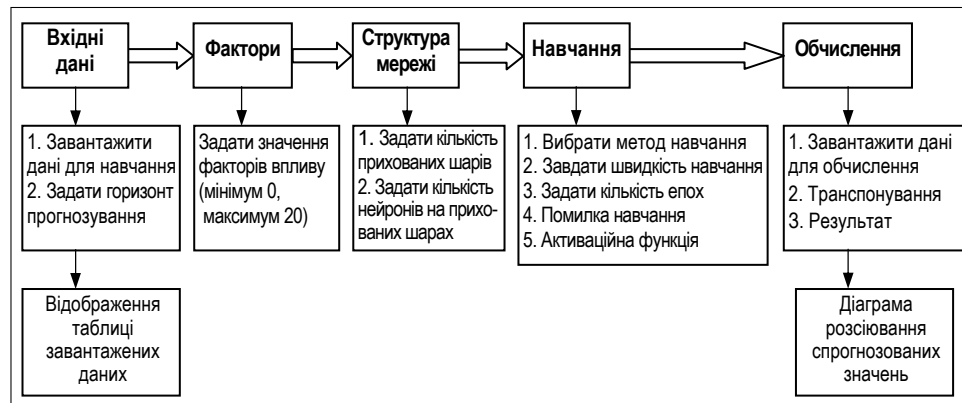 Вхідні
дані
Фактори
Структура
мережі
Навчання
Обчислення
1. Завантажити
дані для навчання
2. Задати горизонт
прогнозування
Задати значення
факторів впливу
(мінімум 0,
максимум 20)
1. Задати кількість
прихованих шарів
2. Задати кількість
нейронів на прихо-
ваних шарах
1. Вибрати метод навчання
2. Завдати швидкість навчання
3. Задати кількість епох
4. Помилка навчання
5. Активаційна функція
1. Завантажити дані
для обчислення
2. Транспонування
3. Результат
Відображення
таблиці
завантажених
даних
Діаграма
розсіювання
спрогнозованих
значень